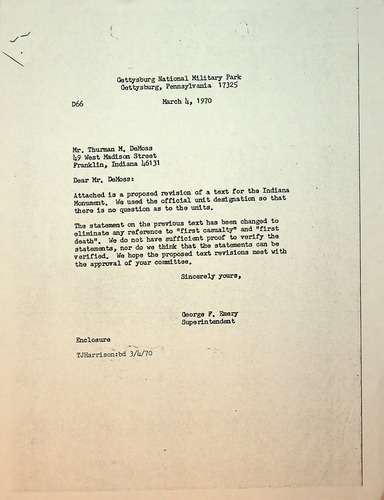 Gettysburg National Military Park
Gettysburg, Pennsylvania 17325
D66 March 4, 1970
Mr. Thurman M. DeMoss
49 West Madison Street
Franklin, Indiana 46131
Dear Mr. DeMoss:
Attached is a proposed revision of a text for the Indiana
Monument. We used the official unit designation so that
there is no question as to the units.
The statement on the previous text has been changed to
eliminate any reference to "first casualty" and "first
death". We do not have sufficient proof to verify the
statements, nor do we think that the statements can be
verified. We hope the proposed text revisions meet with
the approval of your committee.
Sincerely yours,
George F. Emery
Superintendent
Enclosure
TJHarrison:bd 3/4/70